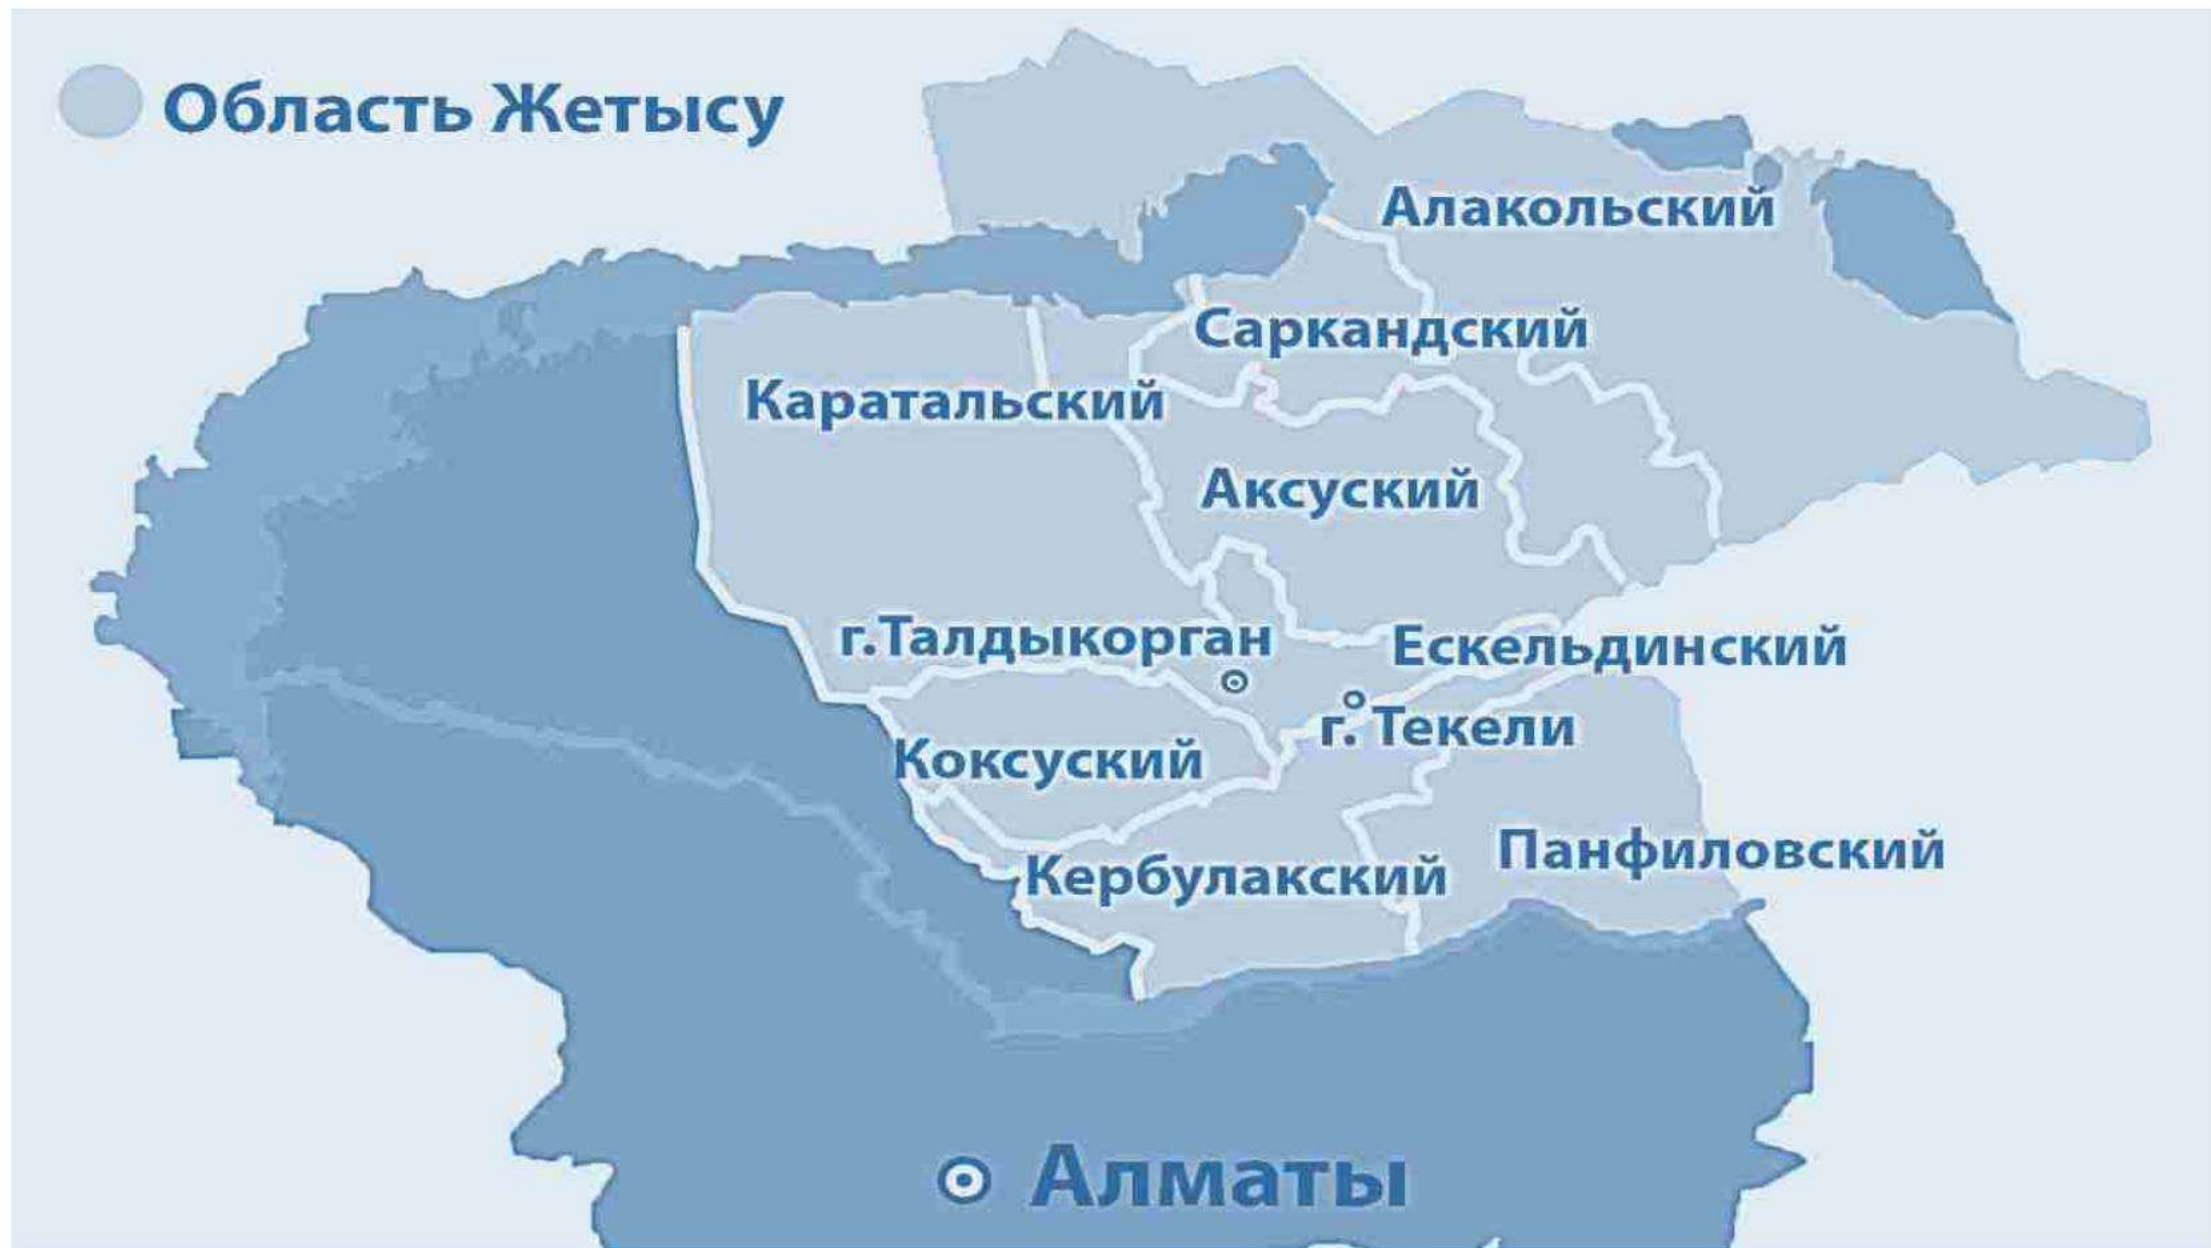 Область Жетысу
Алакольский
Саркандский
Каратальский
Аксуский
г.Талдыкорган
Ескельдинский
г. Текели
Коксуский
Панфиловский
Кербулакский
Алматы